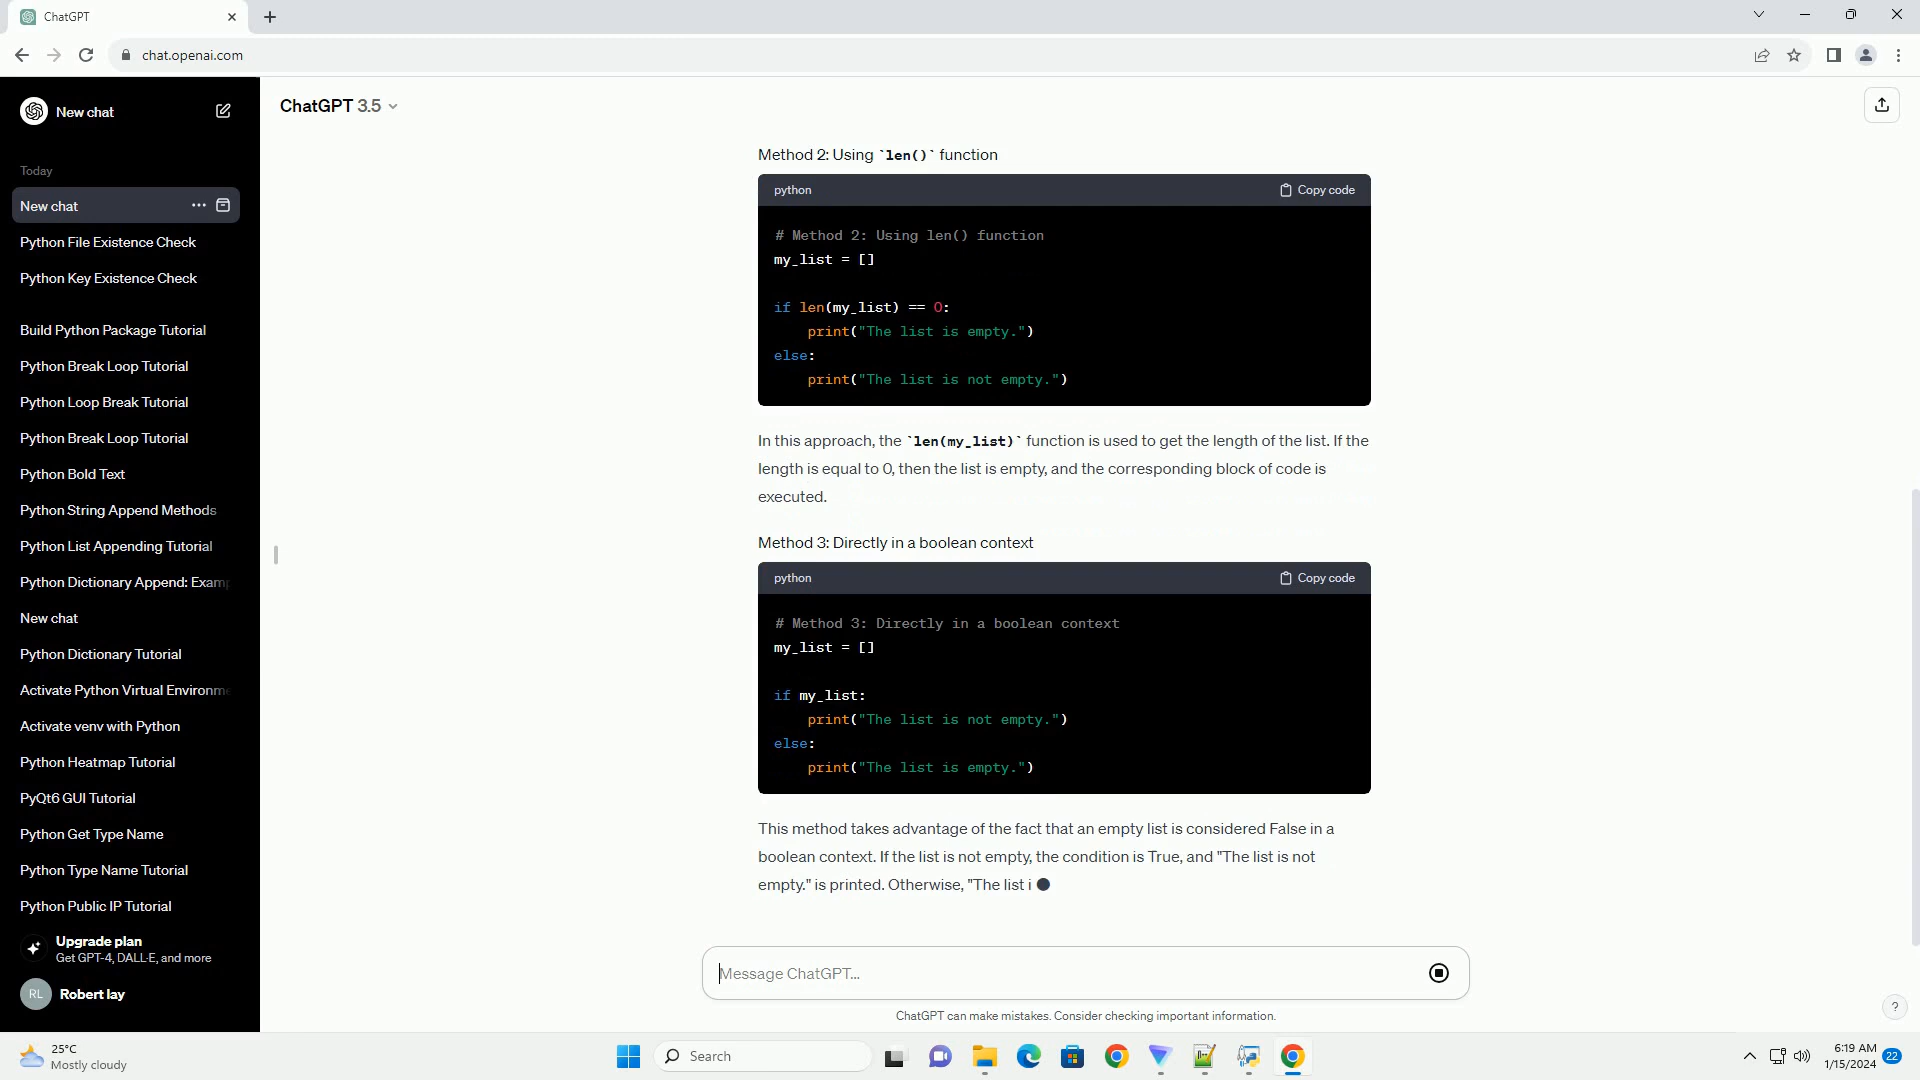 ChatGPT
chat.openai.com
New chat
ChatGPT 3.5
Today
New chat
Python File Existence Check
Python Key Existence Check
Build Python Package Tutorial
Python Break Loop Tutorial
Python Loop Break Tutorial
Python Break Loop Tutorial
Python Bold Text
Python String Append Methods
Python List Appending Tutorial
Python Dictionary Append: Examp
New chat
Python Dictionary Tutorial
Activate Python Virtual Environme
Activate venv with Python
Python Heatmap Tutorial
PyQt6 GUI Tutorial
Python Get Type Name
Python Type Name Tutorial
Python Public IP Tutorial
Upgrade plan
Get GPT-4, DALL·E, and more
RL
Robert lay
Method 2: Using `len()` function
python
Copy code
# Method 2: Using len() function
my_list = []
if len(my_list) == 0:
    print("The list is empty.")
else:
    print("The list is not empty.")
In this approach, the `len(my_list)` function is used to get the length of the list. If the
length is equal to 0, then the list is empty, and the corresponding block of code is
executed.
Method 3: Directly in a boolean context
python
Copy code
# Method 3: Directly in a boolean context
my_list = []
if my_list:
    print("The list is not empty.")
else:
    print("The list is empty.")
This method takes advantage of the fact that an empty list is considered False in a
boolean context. If the list is not empty, the condition is True, and "The list is not
empty." is printed. Otherwise, "The list i
Message ChatGPT...
ChatGPT can make mistakes. Consider checking important information.
?
25°C
Mostly cloudy
Search
6:19 AM
1/15/2024
22